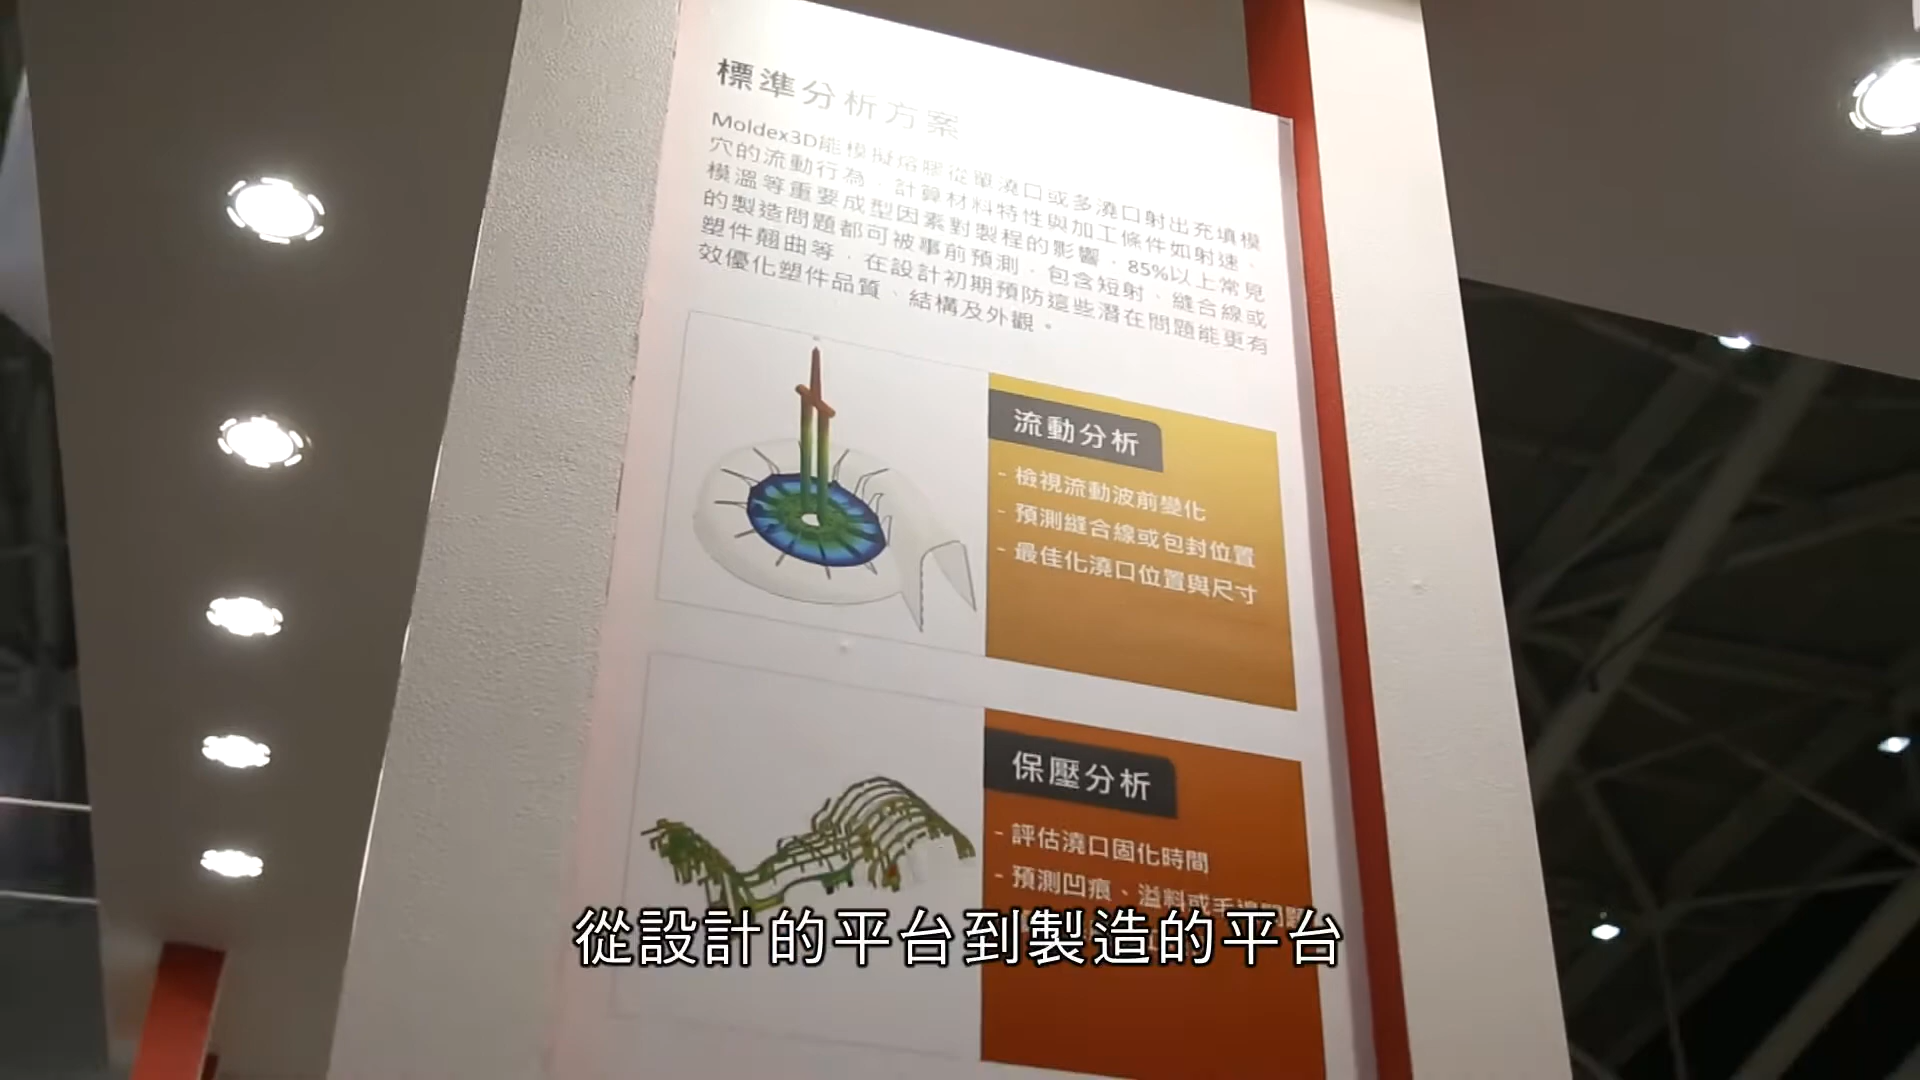 標準分析方案
Moldex3D能模擬熔膠從單澆口或多澆口射出充填模
穴的流動行為，計算材料特性與加工條件如射速、
模溫等重要成型因素對製程的影響，85%以上常見
的製造問題都可被事前預測，包含短射、縫合線或
塑件翹曲等，在設計初期預防這些潛在問題能更有
效優化塑件品質、結構及外觀。
流動分析
- 檢視流動波前變化
- 預測縫合線或包封位置
- 最佳化澆口位置與尺寸
保壓分析
- 評估澆口固化時間
- 預測凹痕、溢料或毛邊問題
從設計的平台到製造的平台